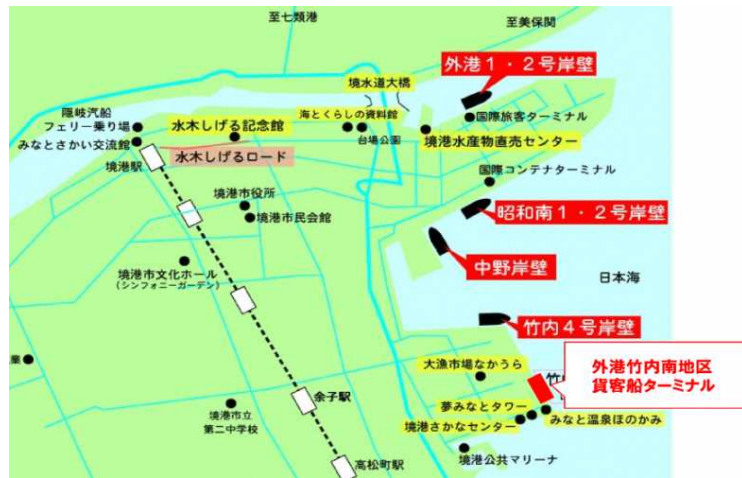 至七類港
至美保関
外港１・２号岸壁
境水道大橋
隠岐汽船
フェリー乗り場
海とくらしの資料館
国際旅客ターミナル
水木しげる記念館
みなとさかい交流館
台場公園
境港水産物直売センター
境港駅
水木しげるロード
国際コンテナターミナル
境港市役所
昭和南１・２号岸壁
境港市民会館
中野岸壁
境港市文化ホール
(シンフォニーガーデン)
日本海
竹内４号岸壁
業
大漁市場なかうら
竹
外港竹内南地区
貨客船ターミナル
余子駅
夢みなとタワー
境港市立
第二中学校
境港さかなセンター
みなと温泉ほのかみ
高松町駅
境港公共マリーナ